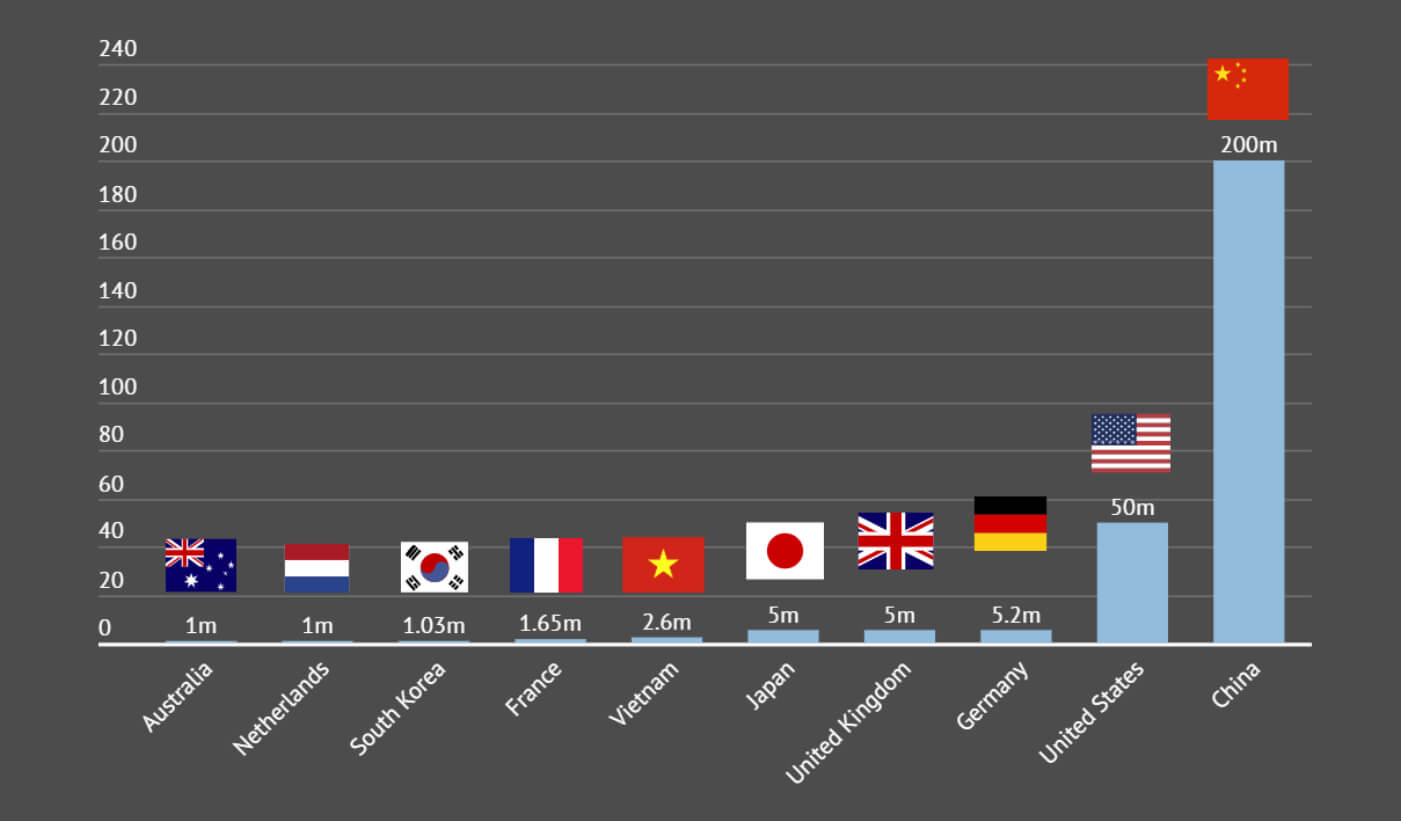 240
220
200
180
160
140
120
100
80
60
40
20
0
1m
1m
1.03m
1.65m
2.6m
5m
5m
5.2m
50m
200m
Australia
Netherlands
South Korea
France
Vietnam
Japan
United Kingdom
Germany
United States
China